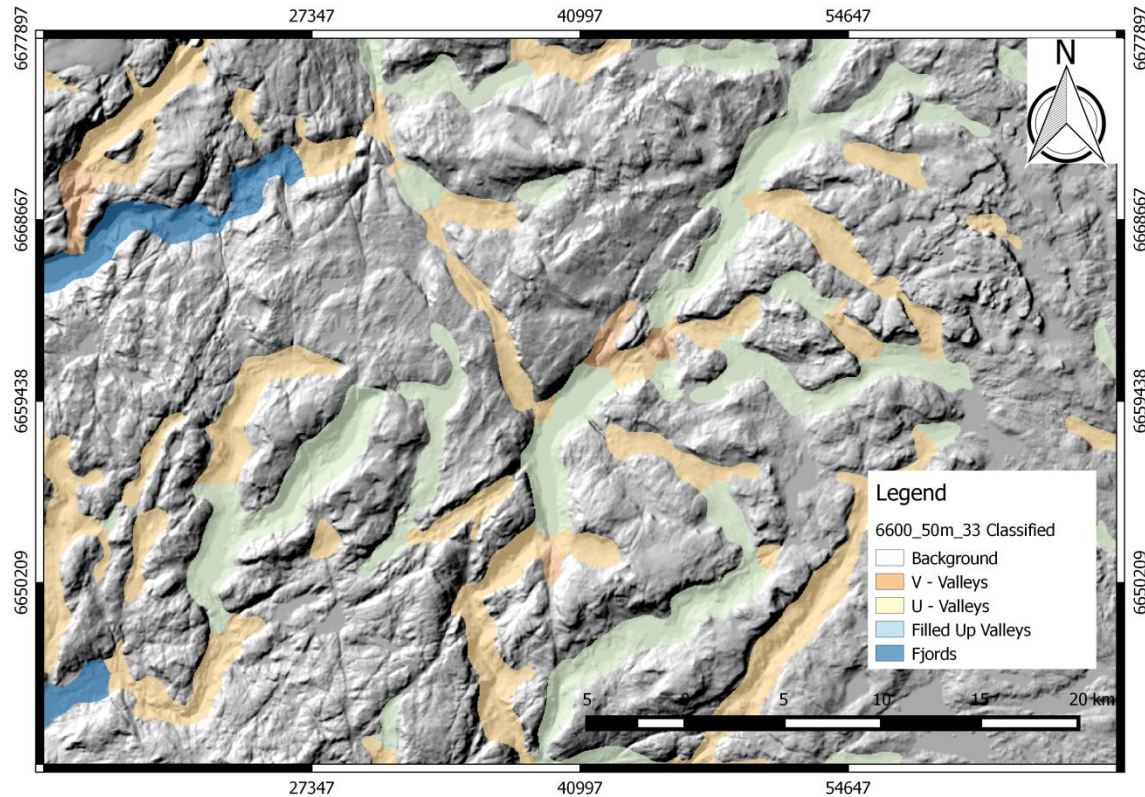 27347 40997 54647
6677897 6677897
N
6668667 6668667
6659438 6659438
Legend
6600_50m_33 Classified
Background
V - Valleys
U - Valleys
Filled Up Valleys
Fjords
6650209 6650209
5 0 5 10 15 20 km
27347 40997 54647